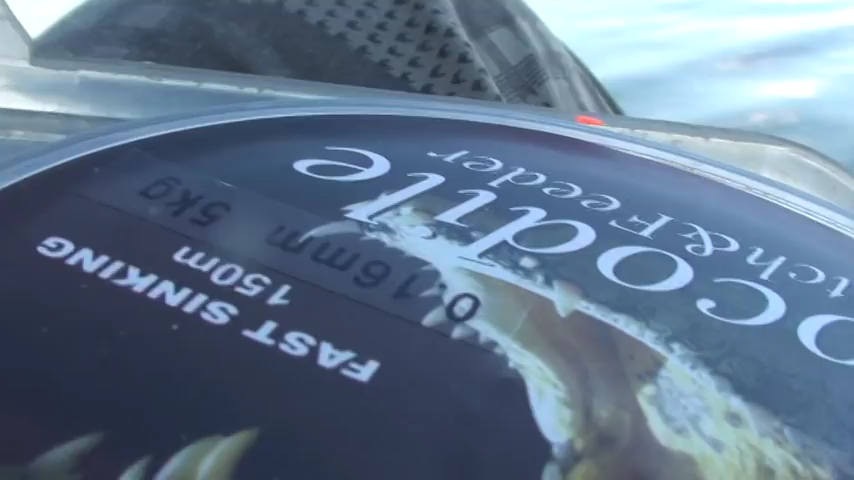 ocodile
tch&Feeder
0.16mm 5kg
150m
FAST SINKING